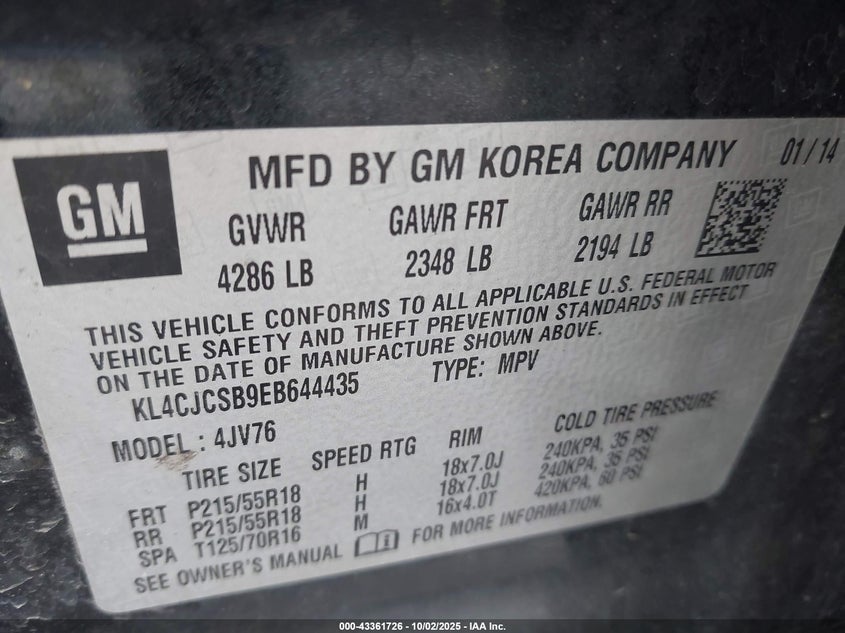 GM
MFD BY GM KOREA COMPANY 01/14
GVWR GAWR FRT GAWR RR
4286 LB 2348 LB 2194 LB
THIS VEHICLE CONFORMS TO ALL APPLICABLE U.S. FEDERAL MOTOR
VEHICLE SAFETY AND THEFT PREVENTION STANDARDS IN EFFECT
ON THE DATE OF MANUFACTURE SHOWN ABOVE.
KL4CJCSB9EB644435 TYPE: MPV
MODEL : 4JV76
TIRE SIZE SPEED RTG RIM COLD TIRE PRESSURE
FRT P215/55R18 H 18x7.0J 240KPA, 35 PSI
RR P215/55R18 H 18x7.0J 240KPA, 35 PSI
SPA T125/70R16 M 16x4.0T 420KPA, 60 PSI
SEE OWNER'S MANUAL FOR MORE INFORMATION.
000-43361726 - 10/02/2025 - IAA Inc.